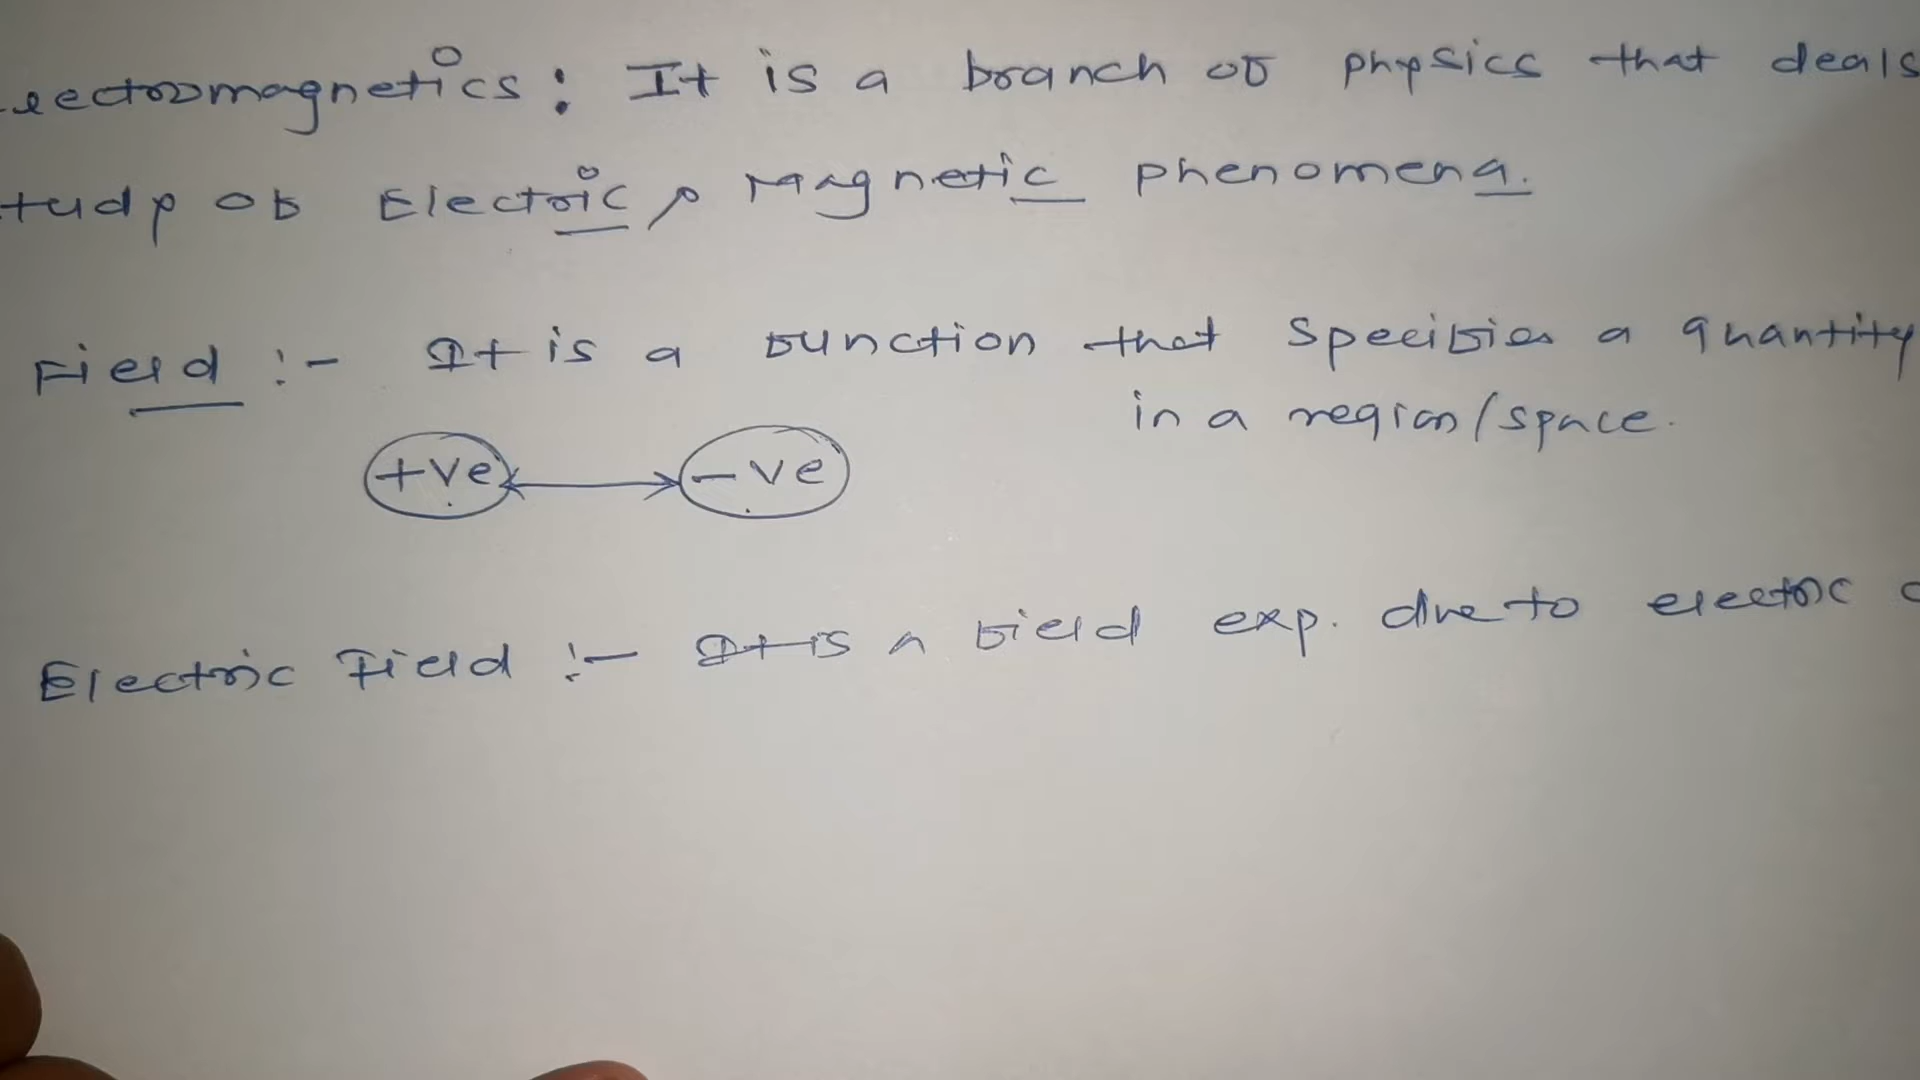 lectromagnetics: It is a branch of physics that deals
tudy of Electric, Magnetic phenomena.
Field :- It is a function that specifies a quantity
in a region/space.
+ve -ve
Electric Field :- It is a field exp. due to electric